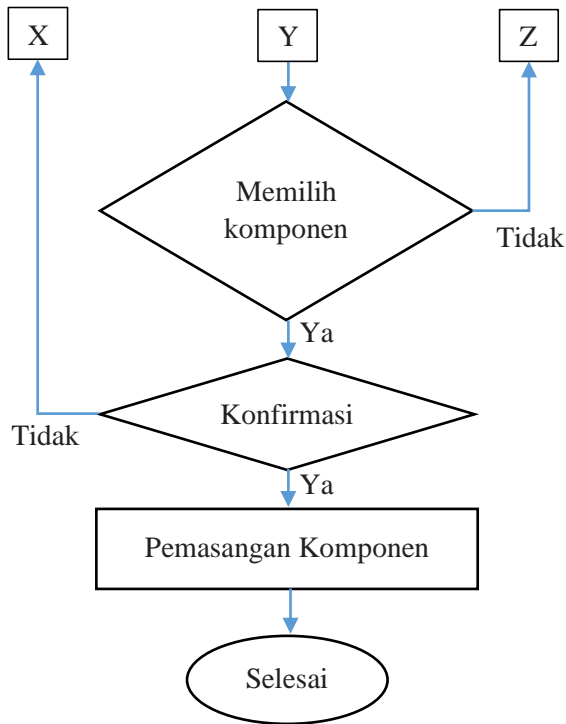 X
Y
Z
Memilih
komponen
Tidak
Ya
Konfirmasi
Tidak
Ya
Pemasangan Komponen
Selesai